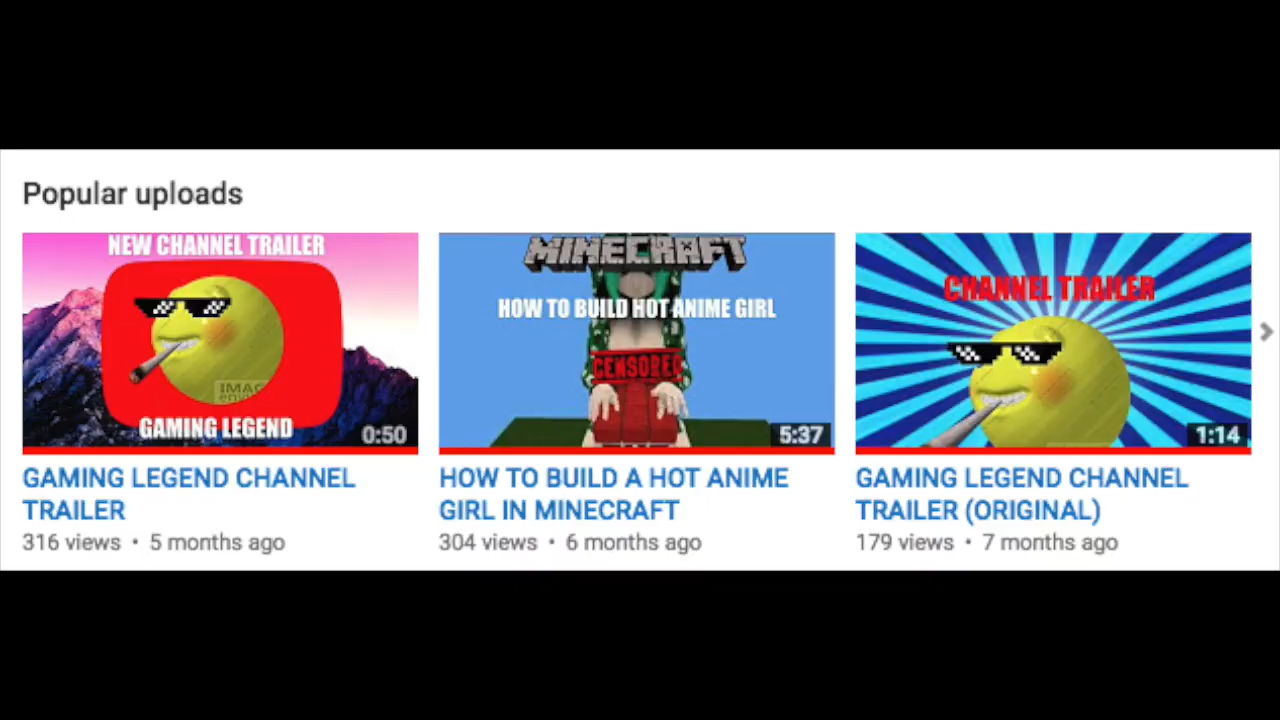 Popular uploads
NEW CHANNEL TRAILER
GAMING LEGEND
0:50
GAMING LEGEND CHANNEL
TRAILER
316 views • 5 months ago
MINECRAFT
HOW TO BUILD HOT ANIME GIRL
CENSORED
5:37
HOW TO BUILD A HOT ANIME
GIRL IN MINECRAFT
304 views • 6 months ago
CHANNEL TRAILER
1:14
GAMING LEGEND CHANNEL
TRAILER (ORIGINAL)
179 views • 7 months ago